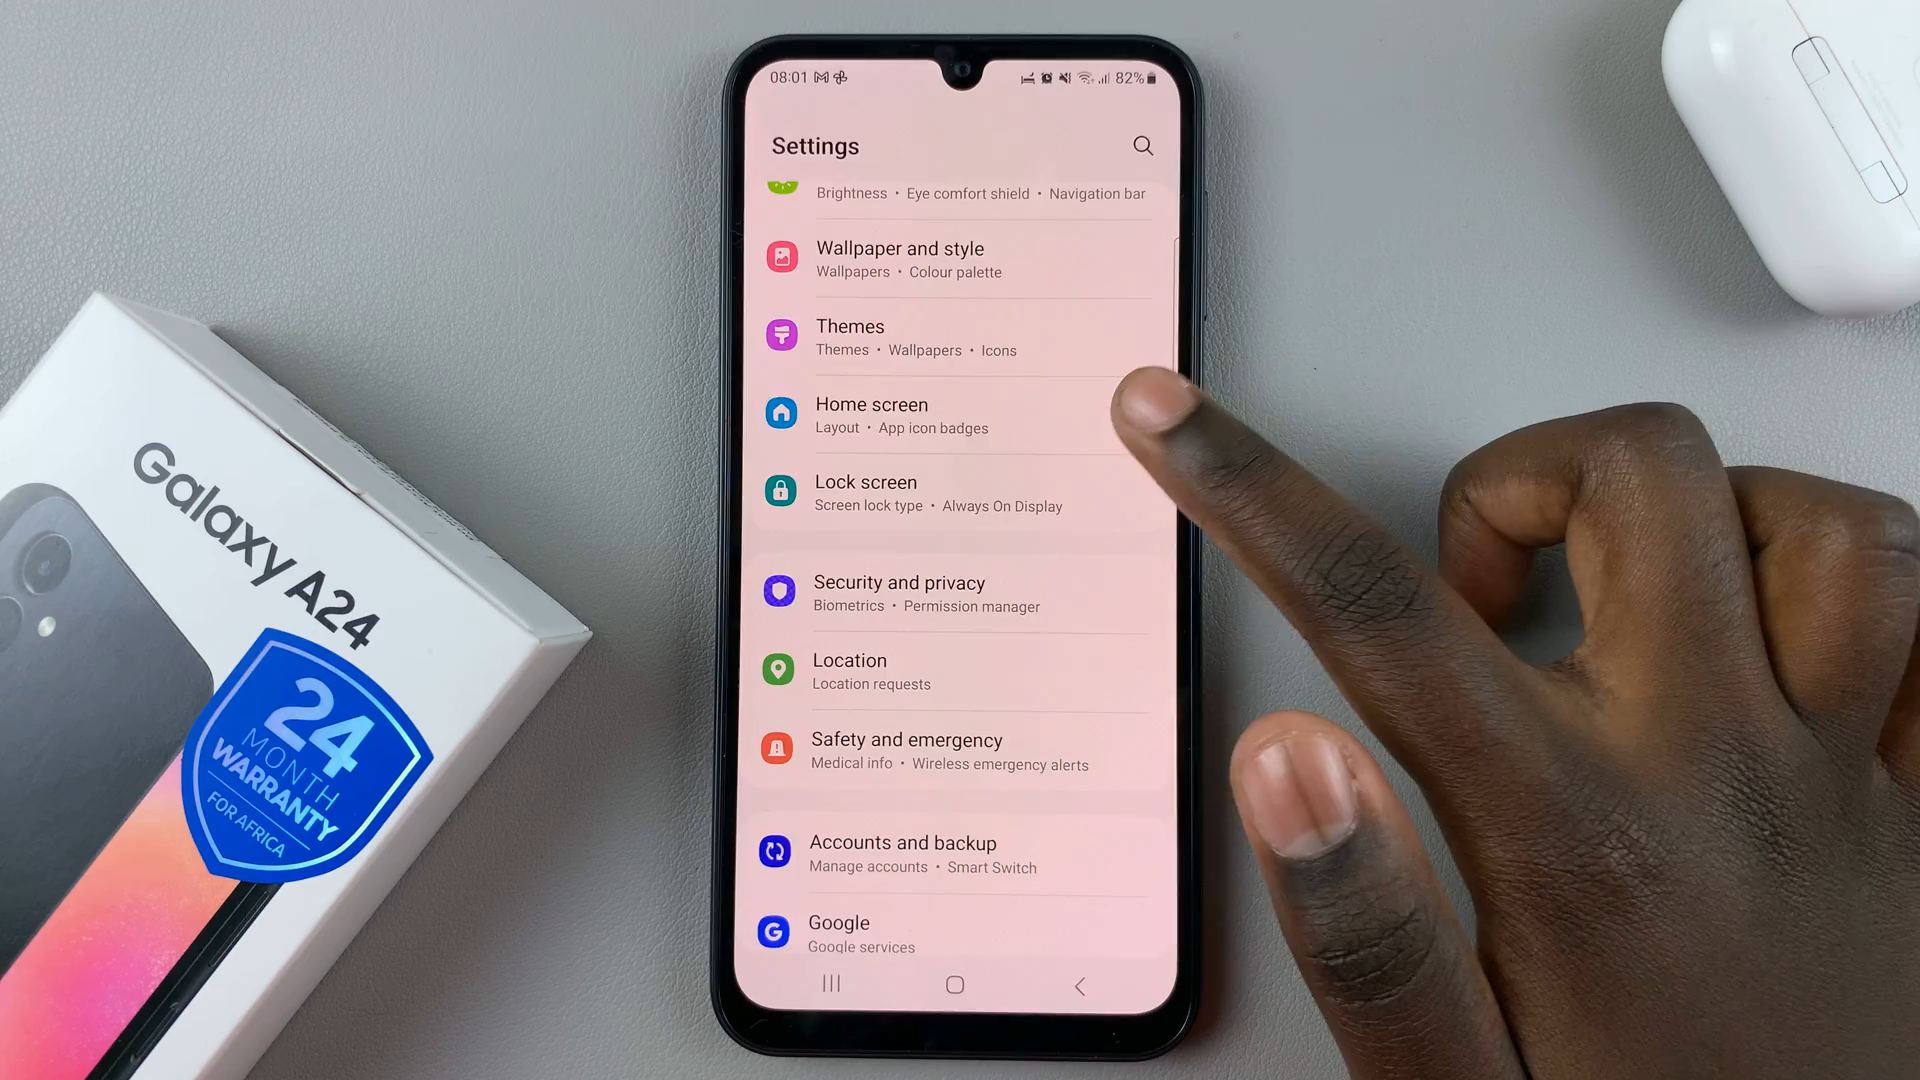 08:01 82%
Settings
Brightness • Eye comfort shield • Navigation bar
Wallpaper and style
Wallpapers • Colour palette
Themes
Themes • Wallpapers • Icons
Home screen
Layout • App icon badges
Lock screen
Screen lock type • Always On Display
Security and privacy
Biometrics • Permission manager
Location
Location requests
Safety and emergency
Medical info • Wireless emergency alerts
Accounts and backup
Manage accounts • Smart Switch
Google
Google services
Galaxy A24
24
MONTH
WARRANTY
FOR AFRICA